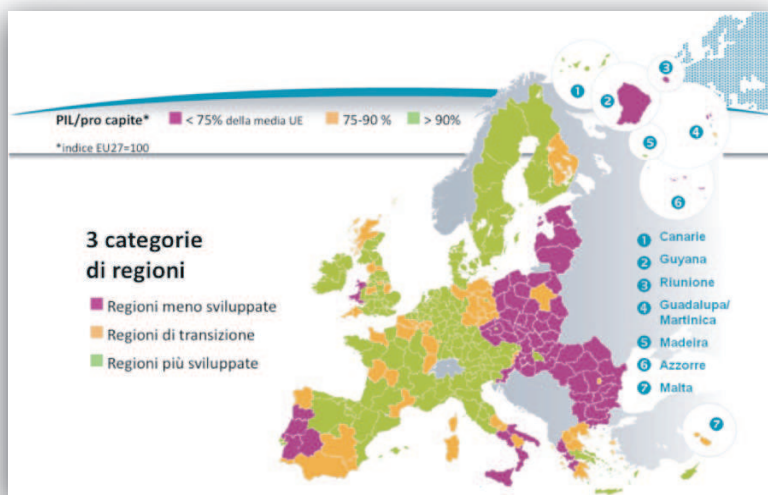 PIL/pro capite* < 75% della media UE 75-90 % > 90%
*indice EU27=100
3 categorie
di regioni
Regioni meno sviluppate
Regioni di transizione
Regioni più sviluppate
1
2
3
4
5
6
7
1 Canarie
2 Guyana
3 Riunione
4 Guadalupa/
Martinica
5 Madeira
6 Azzorre
7 Malta